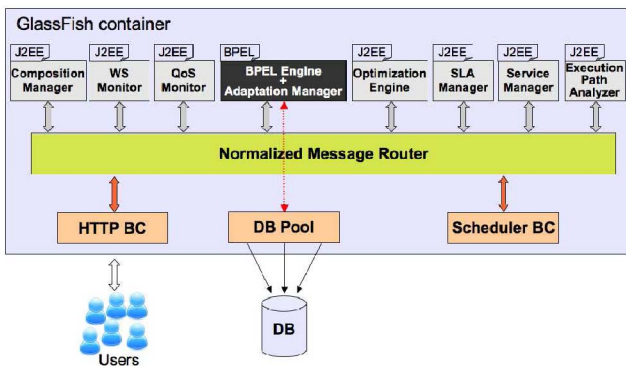 GlassFish container
J2EE
J2EE
J2EE
BPEL
J2EE
J2EE
J2EE
J2EE
Composition
Manager
WS
Monitor
QoS
Monitor
BPEL Engine
+
Adaptation Manager
Optimization
Engine
SLA
Manager
Service
Manager
Execution
Path
Analyzer
Normalized Message Router
HTTP BC
DB Pool
Scheduler BC
DB
Users